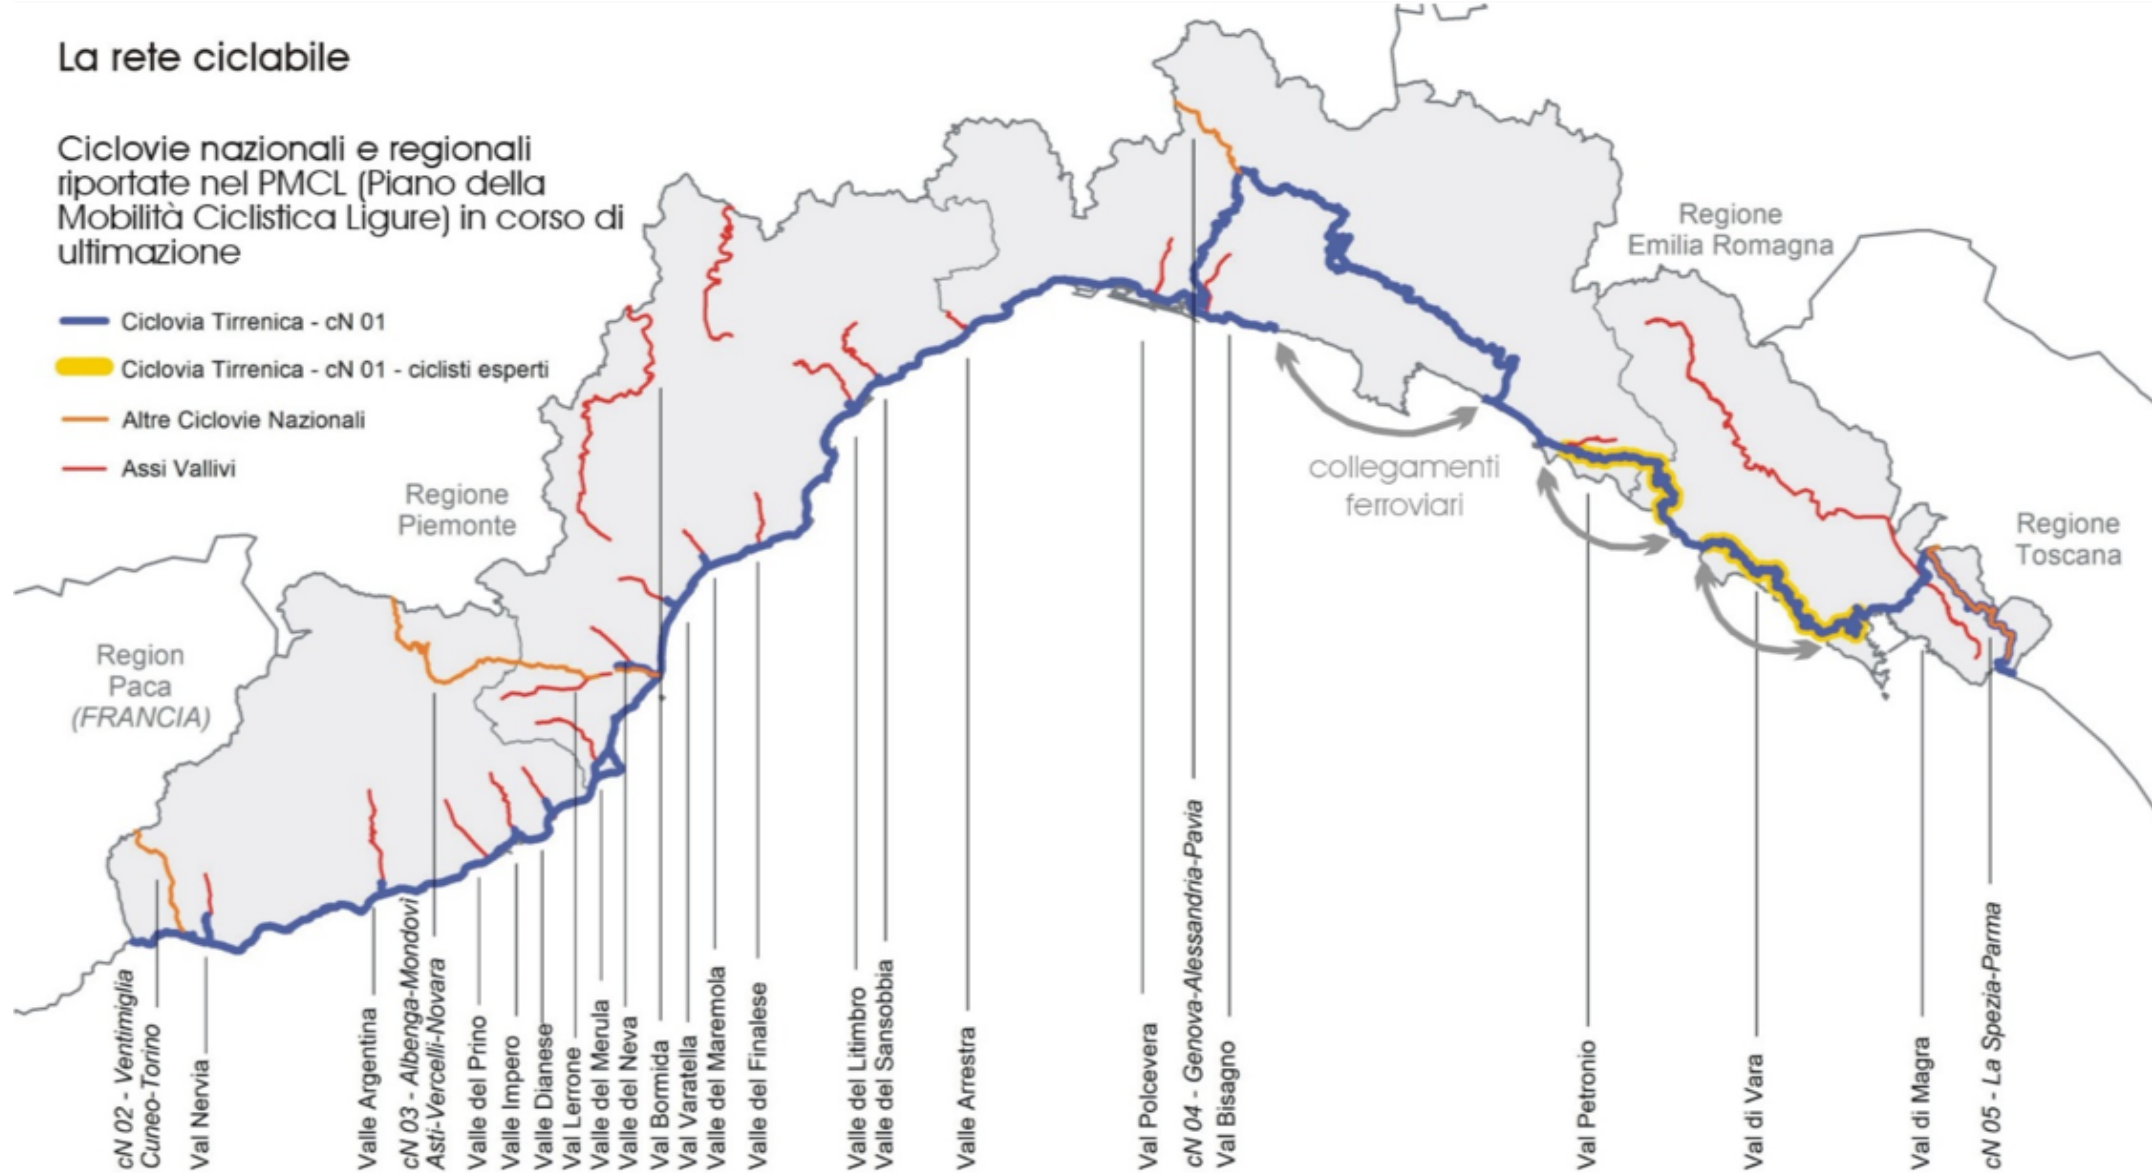 La rete ciclabile
Ciclovie nazionali e regionali
riportate nel PMCL (Piano della
Mobilità Ciclistica Ligure) in corso di
ultimazione
Ciclovia Tirrenica - cN 01
Ciclovia Tirrenica - cN 01 - ciclisti esperti
Altre Ciclovie Nazionali
Assi Vallivi
Regione
Piemonte
Region
Paca
(FRANCIA)
Regione
Emilia Romagna
collegamenti
ferroviari
Regione
Toscana
cN 02 - Ventimiglia
Cuneo-Torino
Val Nervia
Valle Argentina
cN 03 - Albenga-Mondovì
Asti-Vercelli-Novara
Valle del Prino
Valle Impero
Valle Dianese
Val Lerrone
Valle del Merula
Valle del Neva
Val Bormida
Val Varatella
Valle del Maremola
Valle del Finalese
Valle del Litimbro
Valle del Sansobbia
Valle Arrestra
Val Polcevera
cN 04 - Genova-Alessandria-Pavia
Val Bisagno
Val Petronio
Val di Vara
Val di Magra
cN 05 - La Spezia-Parma